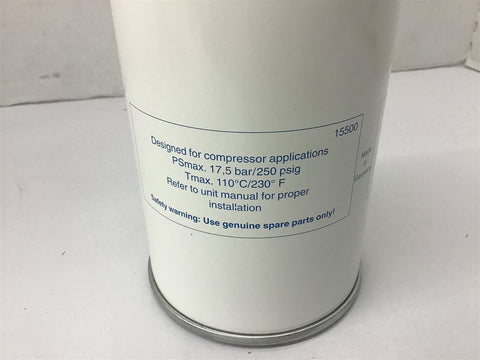 15500
Designed for compressor applications
PSmax. 17,5 bar/250 psig
Tmax. 110°C/230° F
Refer to unit manual for proper
installation
Safety warning: Use genuine spare parts only!
Made
in